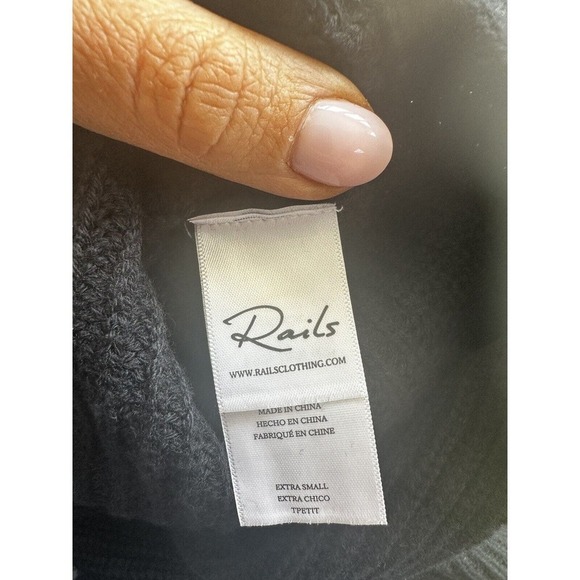 Rails
WWW.RAILSCLOTHING.COM
MADE IN CHINA
HECHO EN CHINA
FABRIQUÉ EN CHINE
EXTRA SMALL
EXTRA CHICO
TPETIT